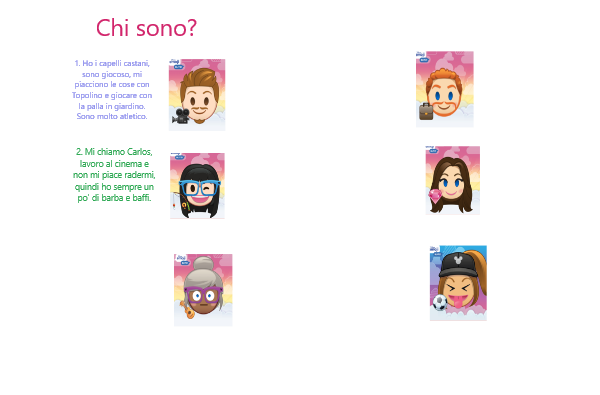 Chi sono?
1. Ho i capelli castani,
sono giocoso, mi
piacciono le cose con
Topolino e giocare con
la palla in giardino.
Sono molto atletico.
2. Mi chiamo Carlos,
lavoro al cinema e
non mi piace radermi,
quindi ho sempre un
po' di barba e baffi.